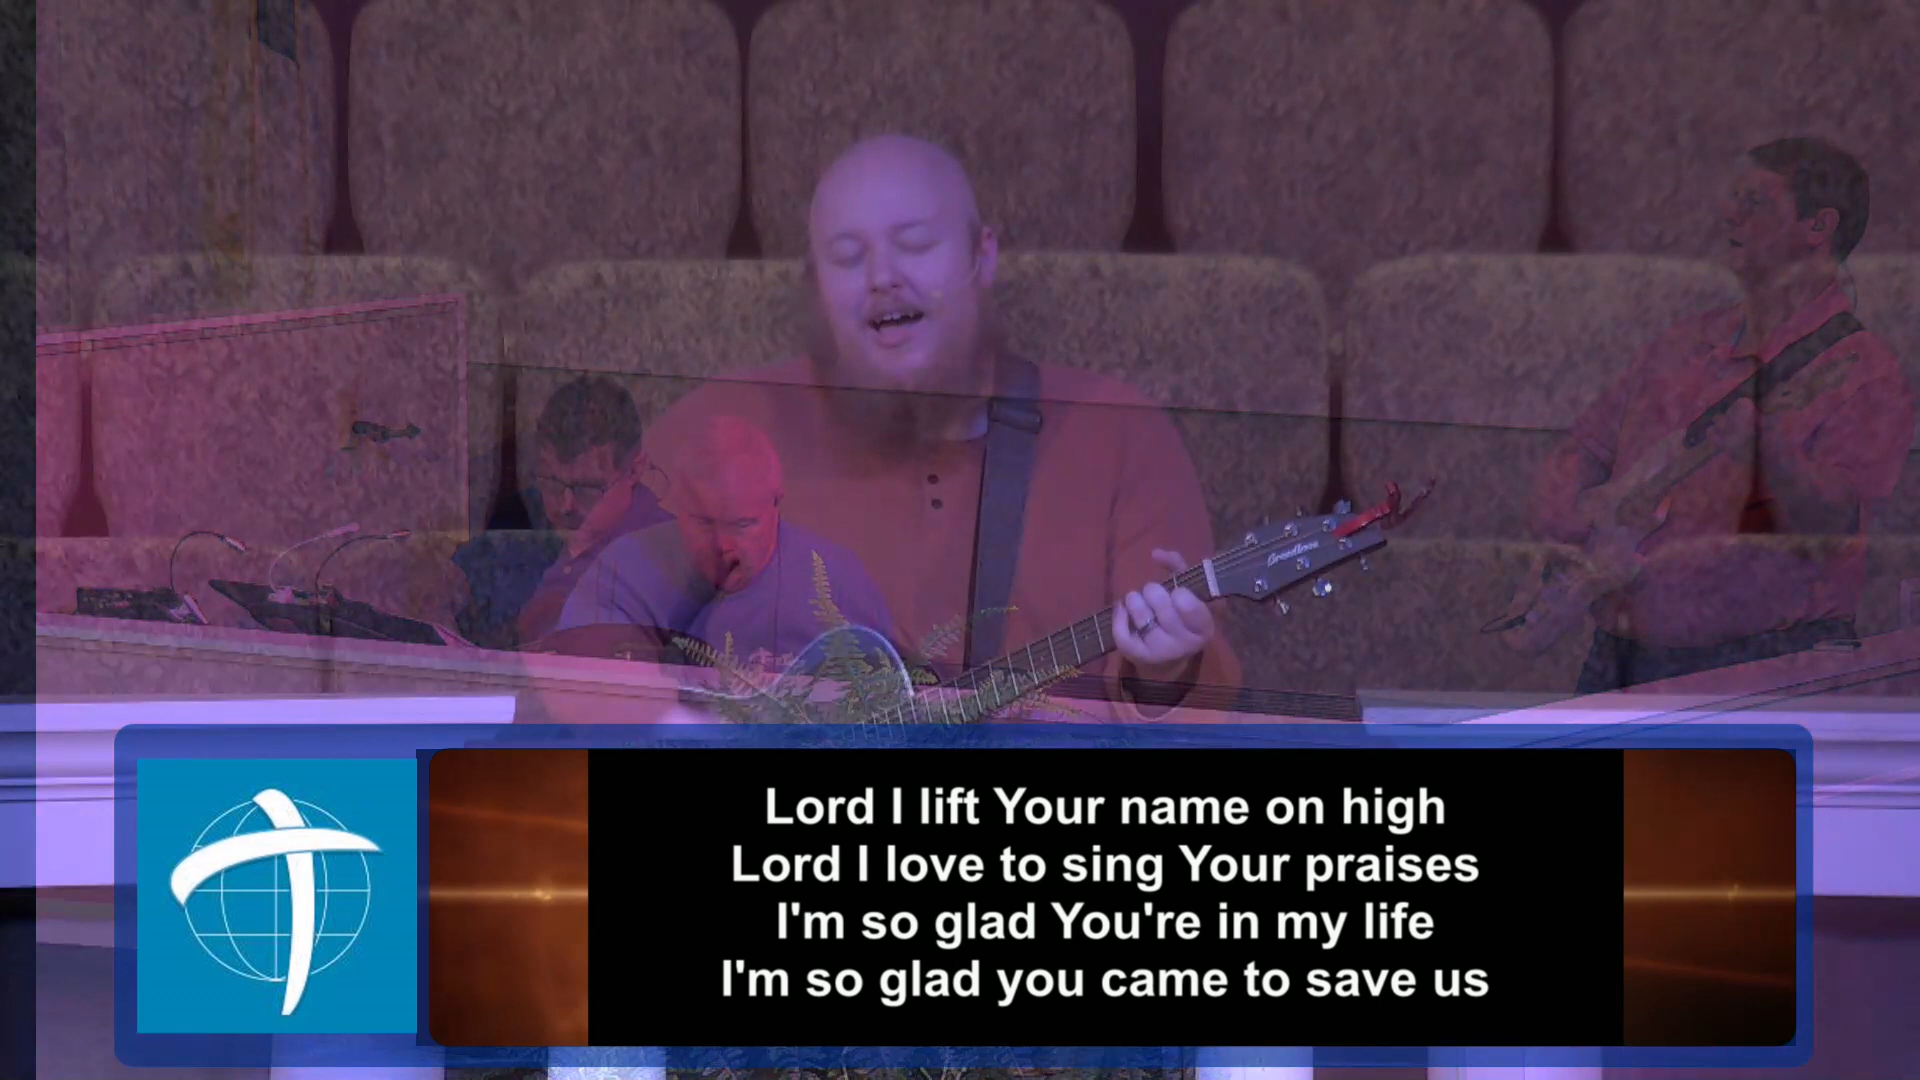 Breedlove
Lord I lift Your name on high
Lord I love to sing Your praises
I'm so glad You're in my life
I'm so glad you came to save us